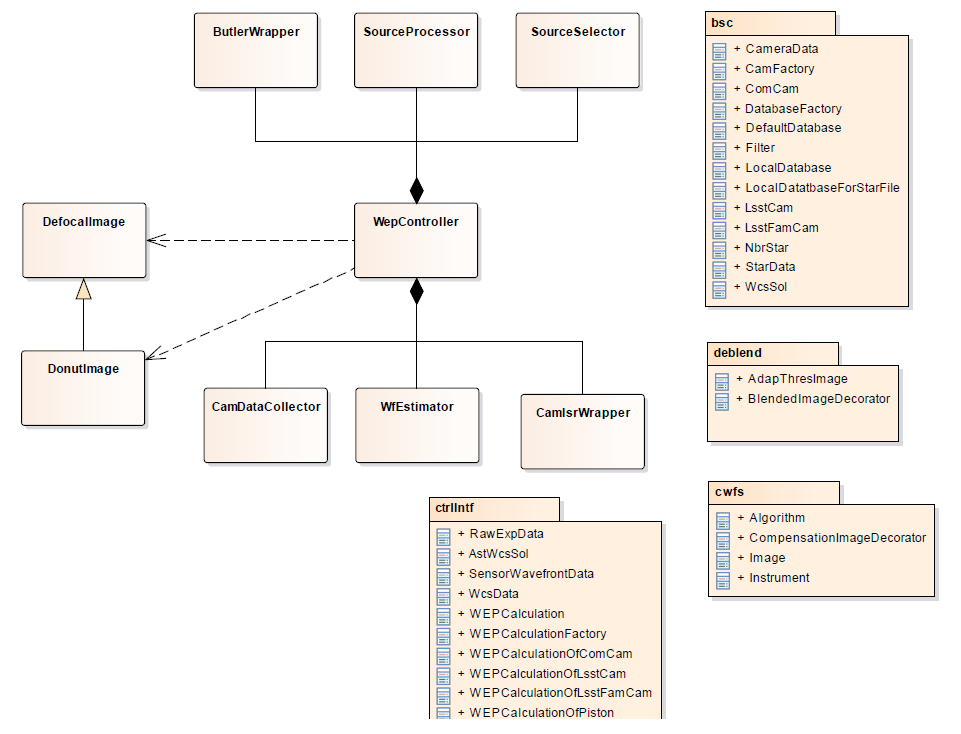 ButlerWrapper
SourceProcessor
SourceSelector
DefocalImage
WepController
DonutImage
CamDataCollector
WfEstimator
CamIsrWrapper
bsc
+ CameraData
+ CamFactory
+ ComCam
+ DatabaseFactory
+ DefaultDatabase
+ Filter
+ LocalDatabase
+ LocalDatatbaseForStarFile
+ LsstCam
+ LsstFamCam
+ NbrStar
+ StarData
+ WcsSol
deblend
+ AdapThresImage
+ BlendedImageDecorator
cwfs
+ Algorithm
+ CompensationImageDecorator
+ Image
+ Instrument
ctrlIntf
+ RawExpData
+ AstWcsSol
+ SensorWavefrontData
+ WcsData
+ WEPCalculation
+ WEPCalculationFactory
+ WEPCalculationOfComCam
+ WEPCalculationOfLsstCam
+ WEPCalculationOfLsstFamCam
+ WEPCalculationOfPiston